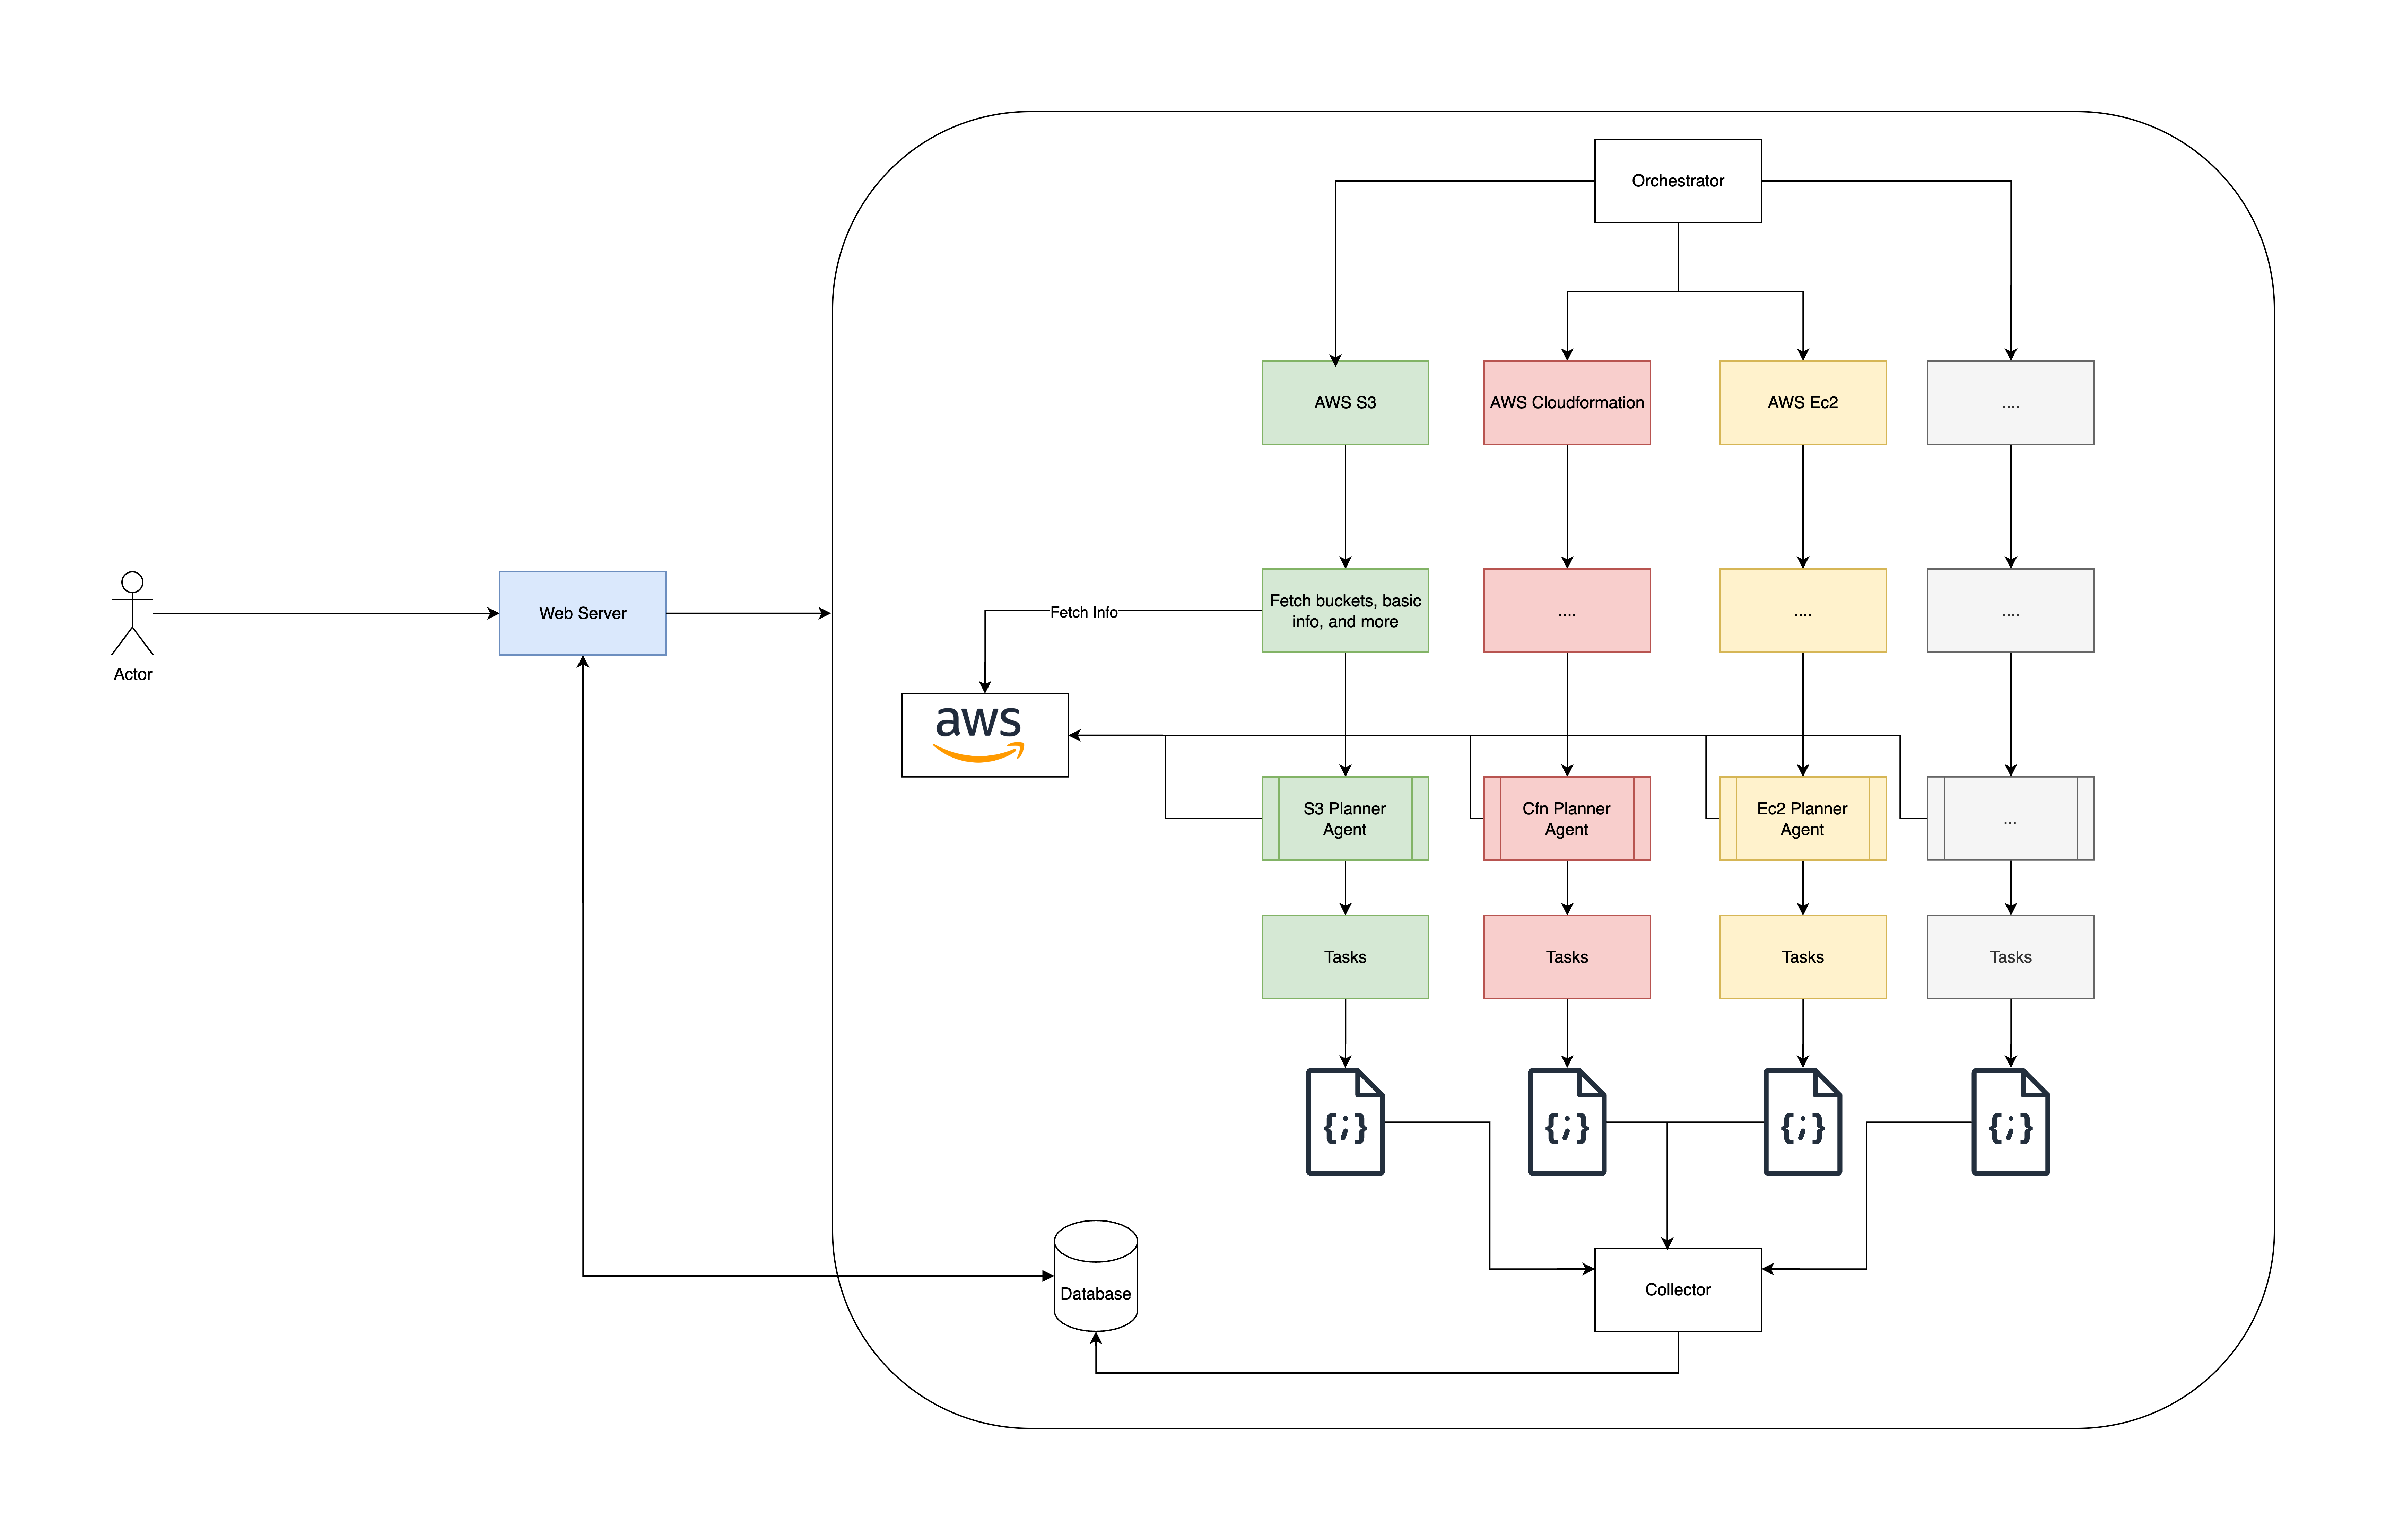 Orchestrator
AWS S3
AWS Cloudformation
AWS Ec2
....
Actor
Web Server
Fetch Info
Fetch buckets, basic
info, and more
....
....
....
aws
S3 Planner
Agent
Cfn Planner
Agent
Ec2 Planner
Agent
...
Tasks
Tasks
Tasks
Tasks
{;}
{;}
{;}
{;}
Database
Collector